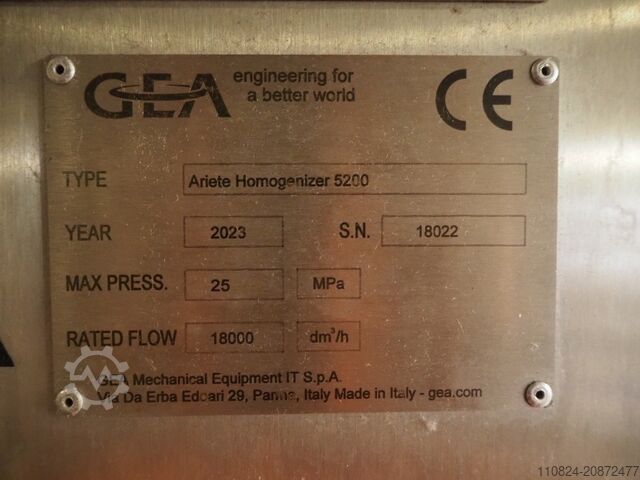 GEA engineering for
a better world
CE
TYPE Ariete Homogenizer 5200
YEAR 2023 S.N. 18022
MAX PRESS. 25 MPa
RATED FLOW 18000 dm³/h
GEA Mechanical Equipment IT S.p.A.
Via Da Erba Edoari 29, Parma, Italy Made in Italy - gea.com
110824-20872477